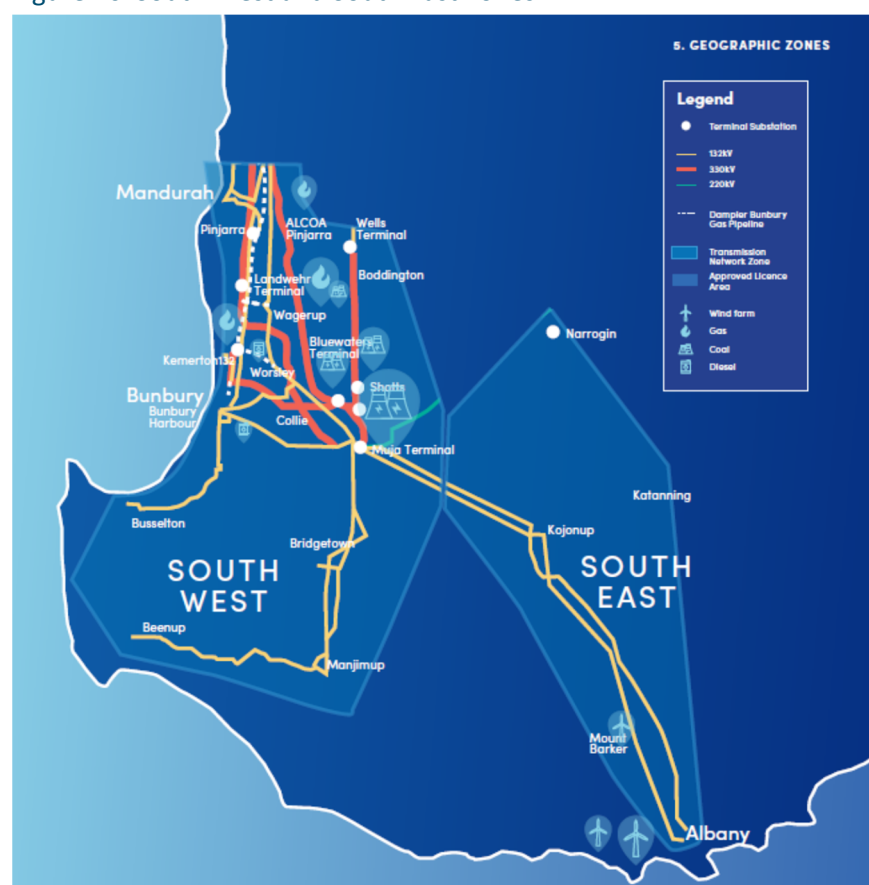 5. GEOGRAPHIC ZONES
Legend
Terminal Substation
132kV
330kV
220kV
Dampier Bunbury
Gas Pipeline
Transmission
Network Zone
Approved Licence
Area
Wind farm
Gas
Coal
Diesel
Mandurah
Pinjarra
ALCOA
Pinjarra
Wells
Terminal
Boddington
Landwehr
Terminal
Wagerup
Narrogin
Bluewaters
Terminal
Kemerton132
Worsley
Shotts
Bunbury
Bunbury
Harbour
Collie
Muja Terminal
Katanning
Busselton
Kojonup
Bridgetown
SOUTH
WEST
SOUTH
EAST
Beenup
Manjimup
Mount
Barker
Albany